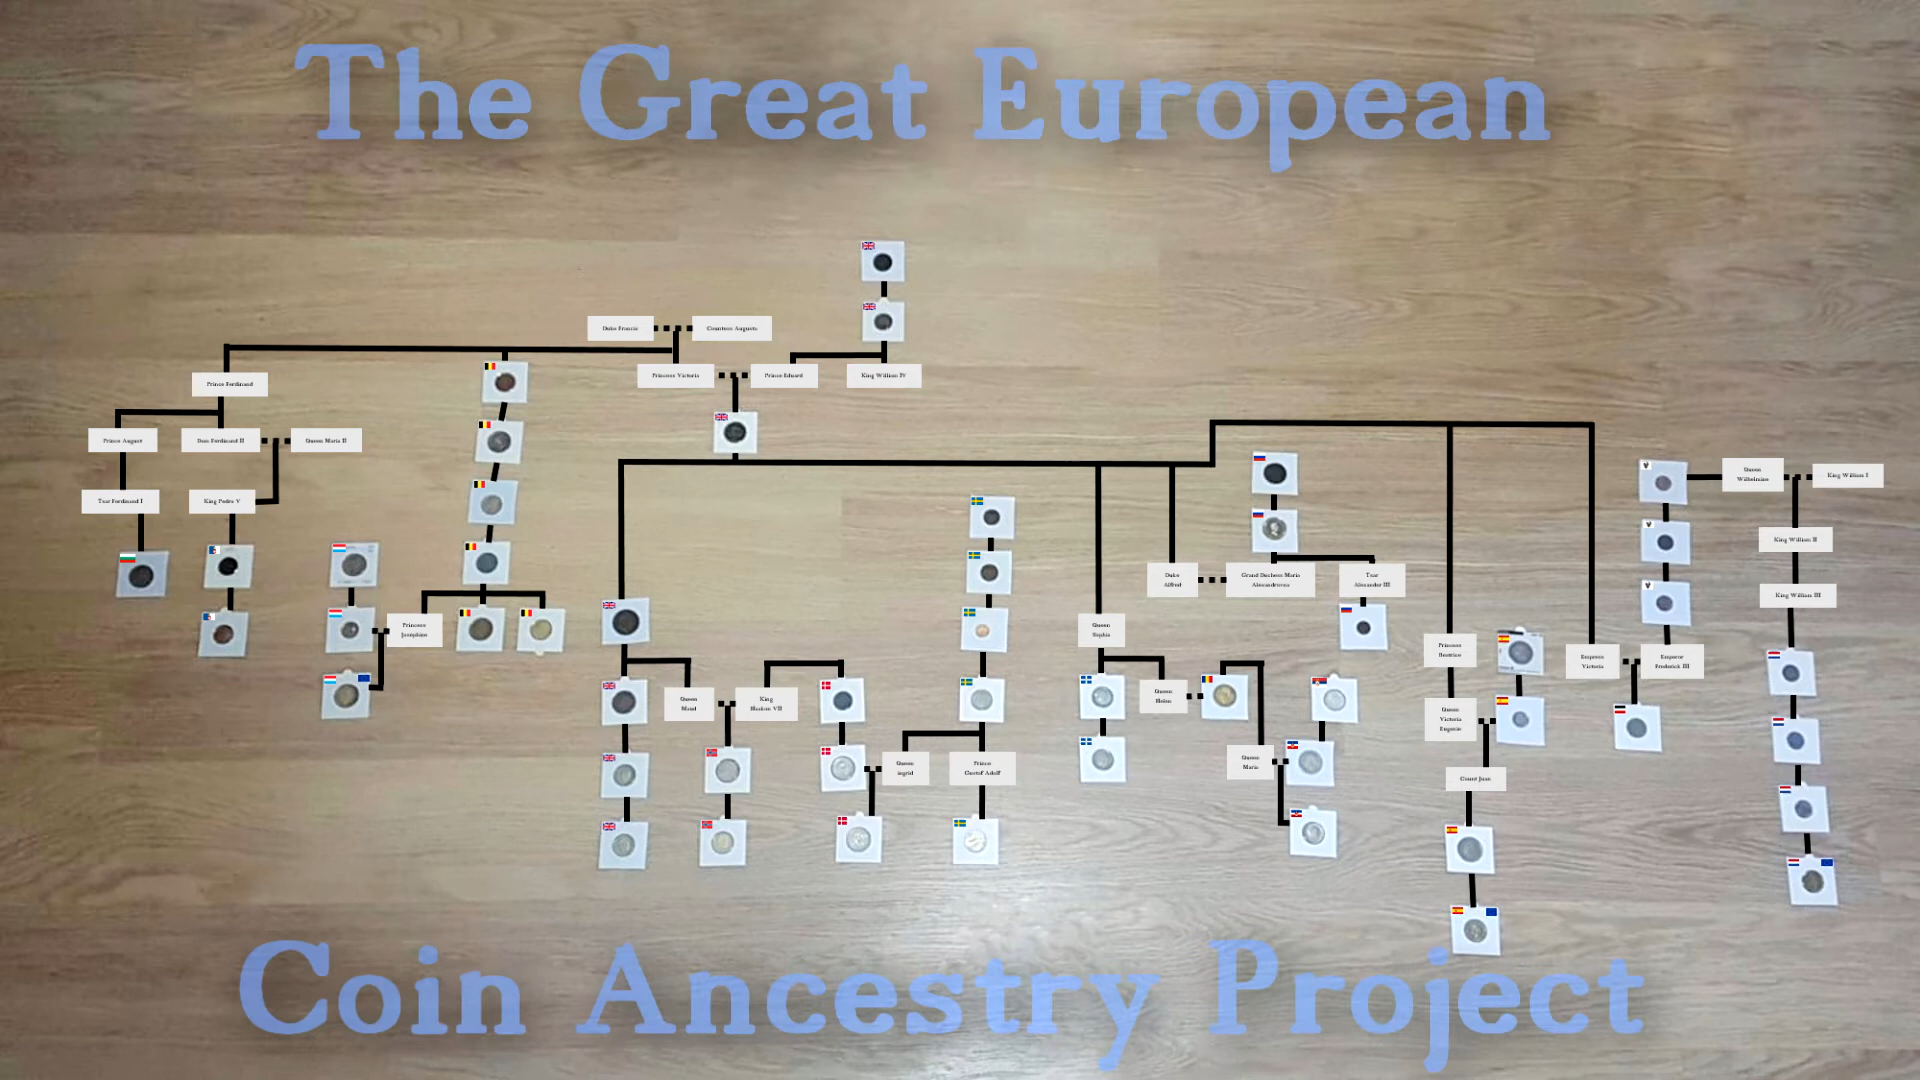 The Great European
Duke Francis
Countess Augusta
Prince Ferdinand
Princess Victoria
Prince Eduard
King William IV
Prince August
Dom Ferdinand II
Queen Maria II
Queen
Wilhelmine
King William I
Tsar Ferdinand I
King Pedro V
King William II
Duke
Alfred
Grand Duchess Maria
Alexandrovna
Tsar
Alexander III
King William III
Princess
Josephine
Queen
Sophia
Princess
Beatrice
Empress
Victoria
Emperor
Frederick III
Queen
Maud
King
Haakon VII
Queen
Helen
Queen
Victoria
Eugenie
Queen
Ingrid
Prince
Gustof Adolf
Queen
Maria
Count Juan
Coin Ancestry Project